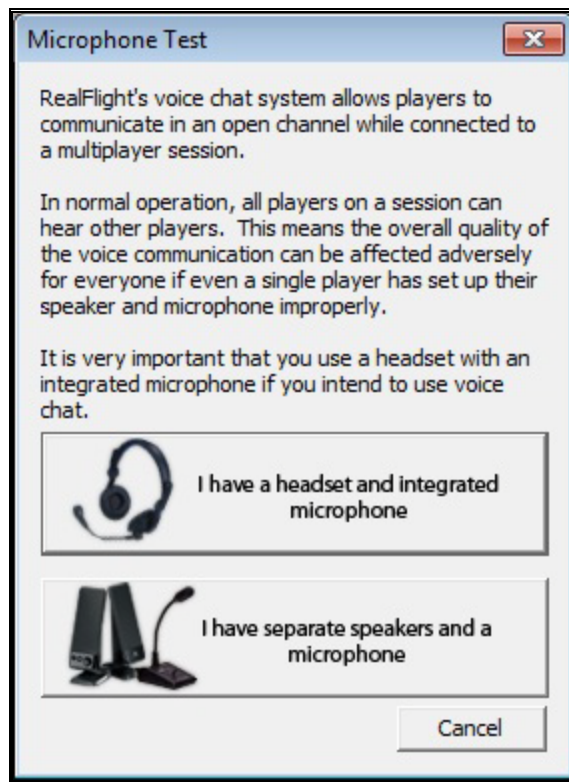 Microphone Test
RealFlight's voice chat system allows players to
communicate in an open channel while connected to
a multiplayer session.
In normal operation, all players on a session can
hear other players.  This means the overall quality of
the voice communication can be affected adversely
for everyone if even a single player has set up their
speaker and microphone improperly.
It is very important that you use a headset with an
integrated microphone if you intend to use voice
chat.
I have a headset and integrated
microphone
I have separate speakers and a
microphone
Cancel